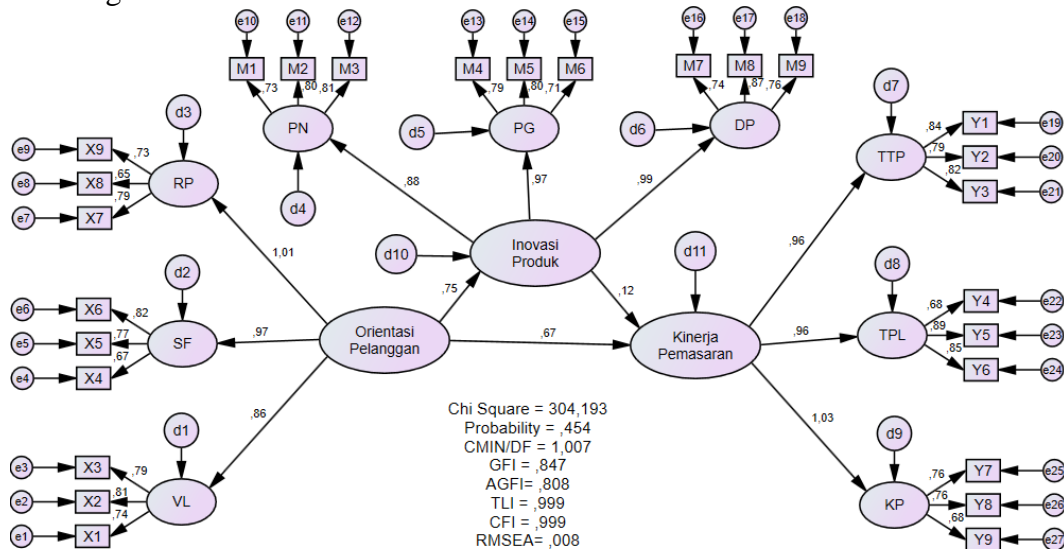 e10 e11 e12 e13 e14 e15 e16 e17 e18
M1 M2 M3 M4 M5 M6 M7 M8 M9
,73 ,80 ,81 ,79 ,80 ,71 ,74 ,87 ,76
d3 d5 d6 d7
PN PG DP
e9 X9 ,73
e8 X8 ,65 RP
e7 X7 ,79
,84 Y1 e19
TTP ,79 Y2 e20
,82 Y3 e21
,88 ,97 ,99
d4
d10 Inovasi
Produk
d11
1,01 ,75 ,12 ,96
d2 d8
e6 X6 ,82
e5 X5 ,77 SF
e4 X4 ,67
,97
Orientasi
Pelanggan
,67
Kinerja
Pemasaran
,96
,68 Y4 e22
TPL ,89 Y5 e23
,85 Y6 e24
,86 1,03
d1 d9
e3 X3 ,79
e2 X2 ,81 VL
e1 X1 ,74
Chi Square = 304,193
Probability = ,454
CMIN/DF = 1,007
GFI = ,847
AGFI= ,808
TLI = ,999
CFI = ,999
RMSEA= ,008
,76 Y7 e25
KP ,76 Y8 e26
,68 Y9 e27